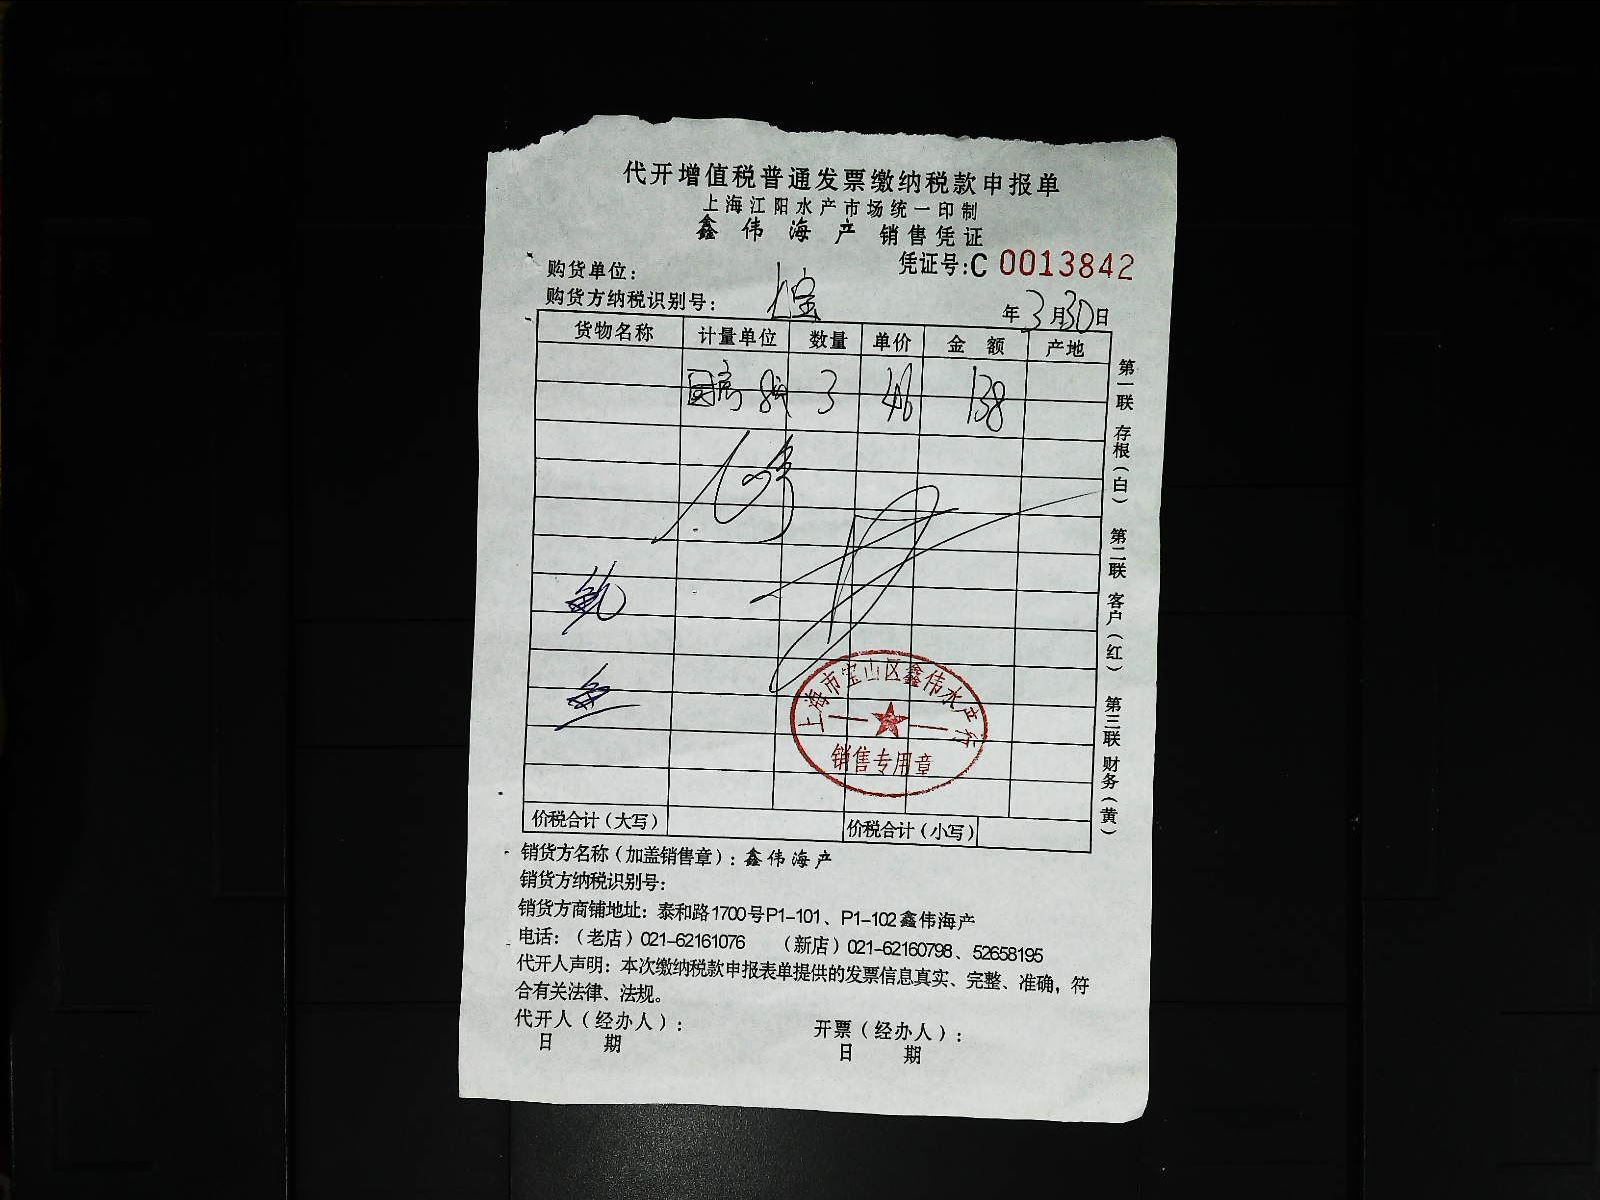 代开增值税普通发票缴纳税款申报单
上海江阳水产市场统一印制
鑫伟海产销售凭证
凭证号:C 0013842
购货单位:
购货方纳税识别号:
年3月30日
货物名称 计量单位 数量 单价 金额 产地
3 46 138
上海市宝山区鑫伟水产行
销售专用章
价税合计(大写) 价税合计(小写)
第一联 存根(白) 第二联 客户(红) 第三联 财务(黄)
销货方名称(加盖销售章):鑫伟海产
销货方纳税识别号:
销货方商铺地址:泰和路1700号P1-101、P1-102鑫伟海产
电话:(老店)021-62161076 (新店)021-62160798、52658195
代开人声明:本次缴纳税款申报表单提供的发票信息真实、完整、准确,符
合有关法律、法规。
代开人(经办人): 开票(经办人):
日 期 日 期